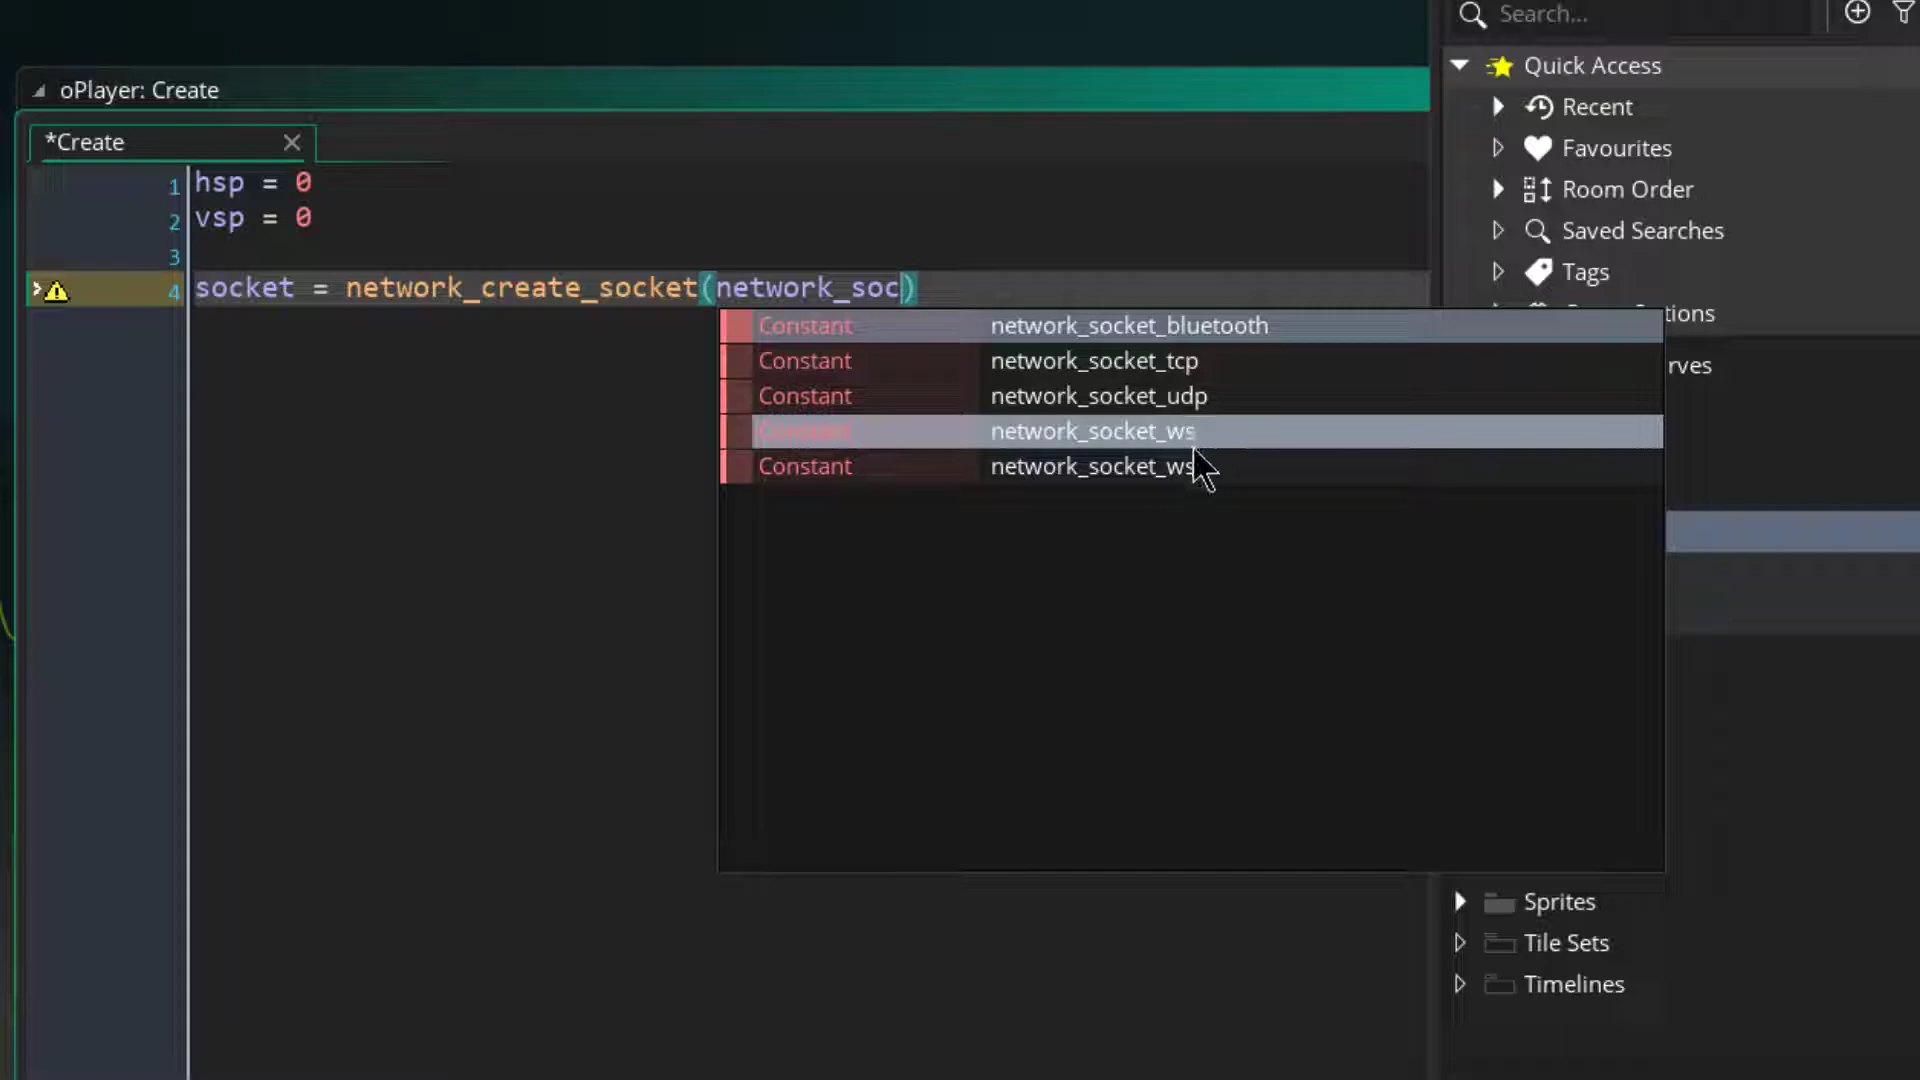 Search...
oPlayer: Create
Quick Access
*Create
Recent
Favourites
Room Order
Saved Searches
Tags
tions
rves
1 hsp = 0
2 vsp = 0
3
4 socket = network_create_socket(network_soc)
Constant network_socket_bluetooth
Constant network_socket_tcp
Constant network_socket_udp
Constant network_socket_ws
Constant network_socket_ws
Sprites
Tile Sets
Timelines